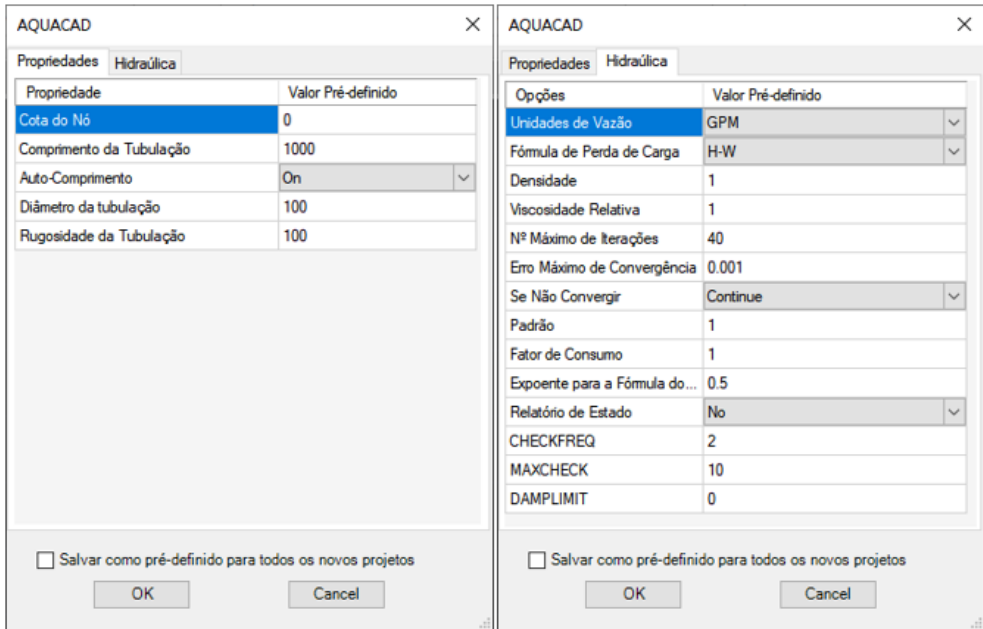 AQUACAD
Propriedades Hidraúlica
Propriedade Valor Pré-definido
Cota do Nó 0
Comprimento da Tubulação 1000
Auto-Comprimento On
Diâmetro da tubulação 100
Rugosidade da Tubulação 100
Salvar como pré-definido para todos os novos projetos
OK Cancel
AQUACAD
Propriedades Hidraúlica
Opções Valor Pré-definido
Unidades de Vazão GPM
Fórmula de Perda de Carga H-W
Densidade 1
Viscosidade Relativa 1
Nº Máximo de Iterações 40
Erro Máximo de Convergência 0.001
Se Não Convergir Continue
Padrão 1
Fator de Consumo 1
Expoente para a Fórmula do... 0.5
Relatório de Estado No
CHECKFREQ 2
MAXCHECK 10
DAMPLIMIT 0
Salvar como pré-definido para todos os novos projetos
OK Cancel